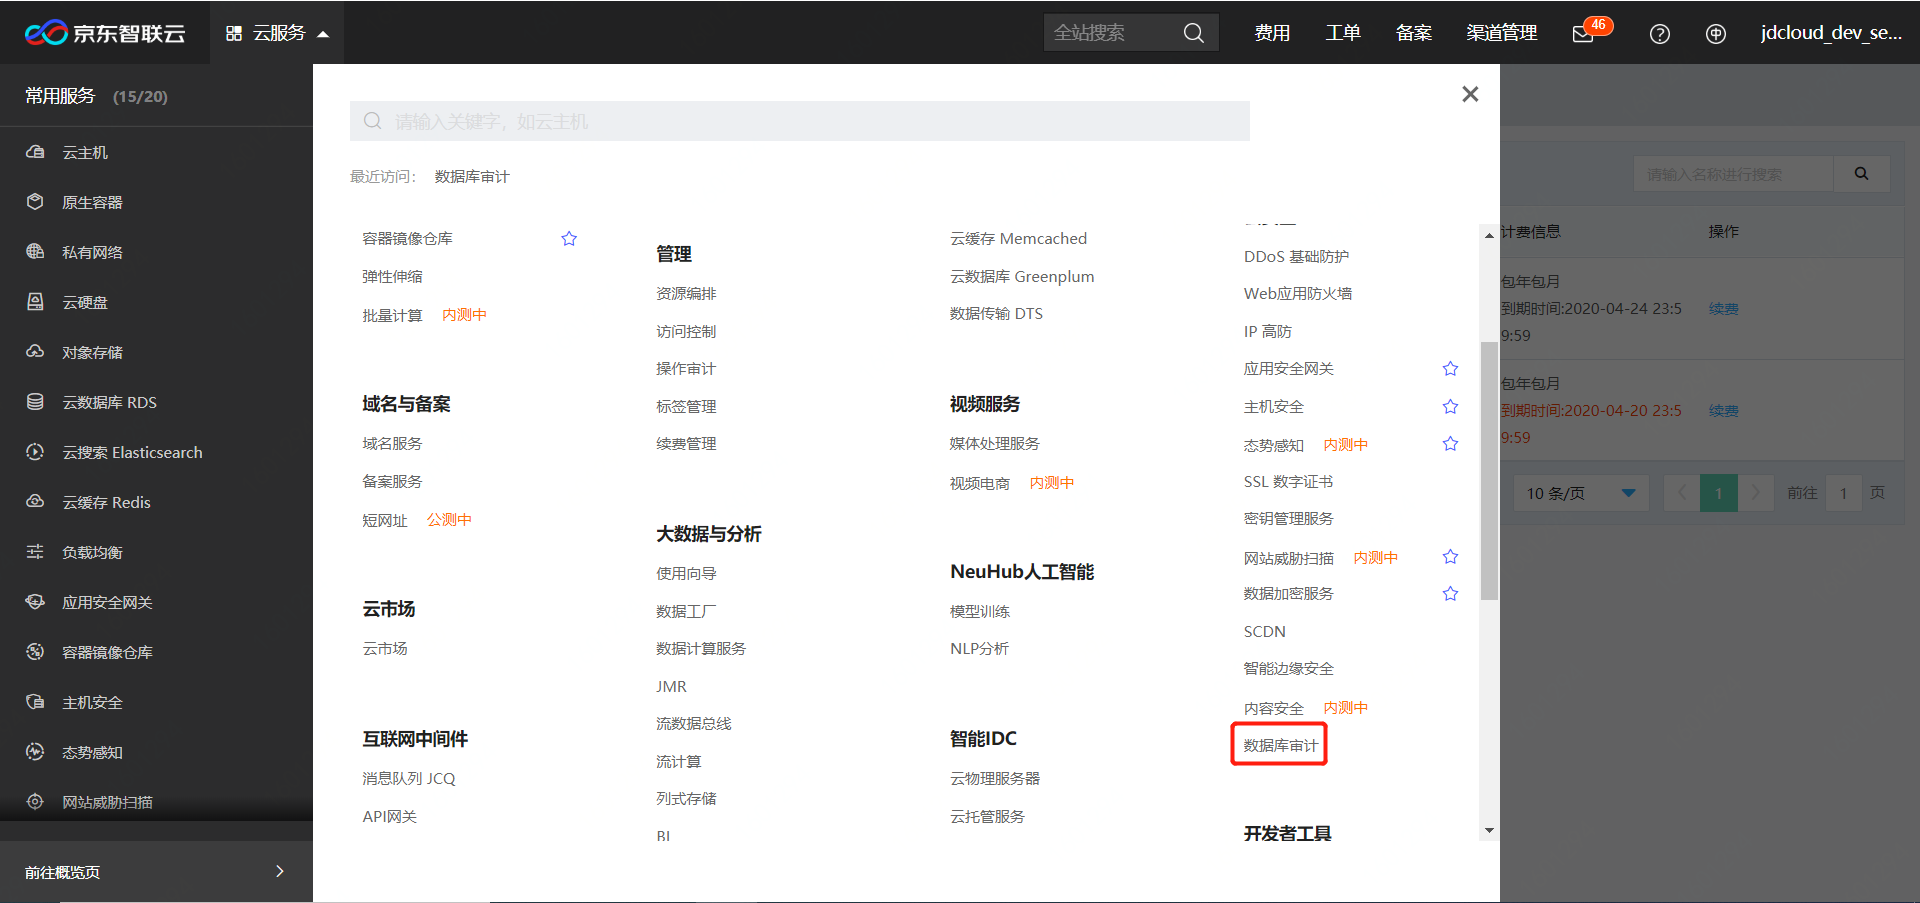 京东智联云
云服务
全站搜索
费用
工单
备案
渠道管理
46
jdcloud_dev_se...
常用服务 (15/20)
云主机
原生容器
私有网络
云硬盘
对象存储
云数据库 RDS
云搜索 Elasticsearch
云缓存 Redis
负载均衡
应用安全网关
容器镜像仓库
主机安全
态势感知
网站威胁扫描
前往概览页
请输入关键字，如云主机
最近访问： 数据库审计
容器镜像仓库
弹性伸缩
批量计算 内测中
域名与备案
域名服务
备案服务
短网址 公测中
云市场
云市场
互联网中间件
消息队列 JCQ
API网关
管理
资源编排
访问控制
操作审计
标签管理
续费管理
大数据与分析
使用向导
数据工厂
数据计算服务
JMR
流数据总线
流计算
列式存储
BI
云缓存 Memcached
云数据库 Greenplum
数据传输 DTS
视频服务
媒体处理服务
视频电商 内测中
NeuHub人工智能
模型训练
NLP分析
智能IDC
云物理服务器
云托管服务
DDoS 基础防护
Web应用防火墙
IP 高防
应用安全网关
主机安全
态势感知 内测中
SSL 数字证书
密钥管理服务
网站威胁扫描 内测中
数据加密服务
SCDN
智能边缘安全
内容安全 内测中
数据库审计
开发者工具
请输入名称进行搜索
计费信息
操作
包年包月
到期时间:2020-04-24 23:5
9:59
续费
包年包月
到期时间:2020-04-20 23:5
9:59
续费
10 条/页
1
前往
1
页